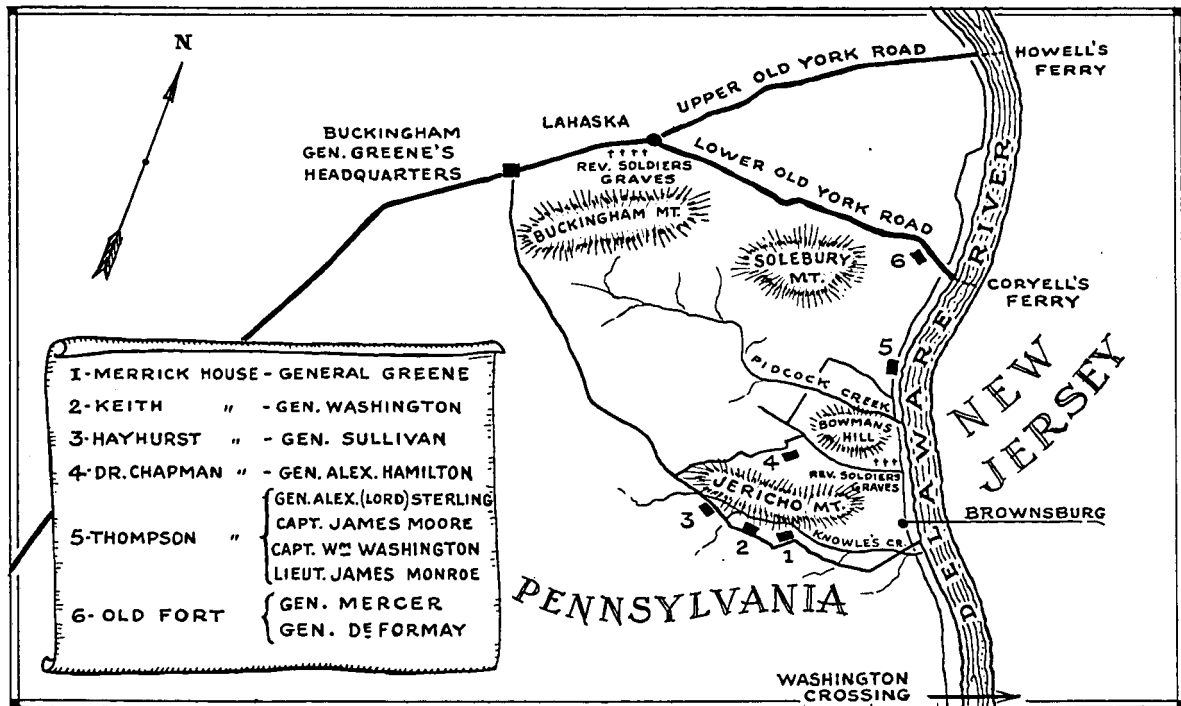 N
UPPER OLD YORK ROAD
HOWELL'S
FERRY
LAHASKA
BUCKINGHAM
GEN. GREENE'S
HEADQUARTERS
††††
REV. SOLDIERS
GRAVES
LOWER OLD YORK ROAD
BUCKINGHAM MT.
SOLEBURY
MT.
6
CORYELL'S
FERRY
DELAWARE RIVER
NEW
JERSEY
5
PIDCOCK CREEK
BOWMANS
HILL
†††
REV. SOLDIERS
GRAVES
4
JERICHO MT.
BROWNSBURG
3
2
1
KNOWLE'S CR.
PENNSYLVANIA
WASHINGTON
CROSSING
1-MERRICK HOUSE - GENERAL GREENE
2-KEITH " - GEN. WASHINGTON
3-HAYHURST " - GEN. SULLIVAN
4-DR. CHAPMAN " - GEN. ALEX. HAMILTON
5-THOMPSON "
GEN. ALEX. (LORD) STERLING
CAPT. JAMES MOORE
CAPT. WM WASHINGTON
LIEUT. JAMES MONROE
6-OLD FORT
GEN. MERCER
GEN. DE FORMAY